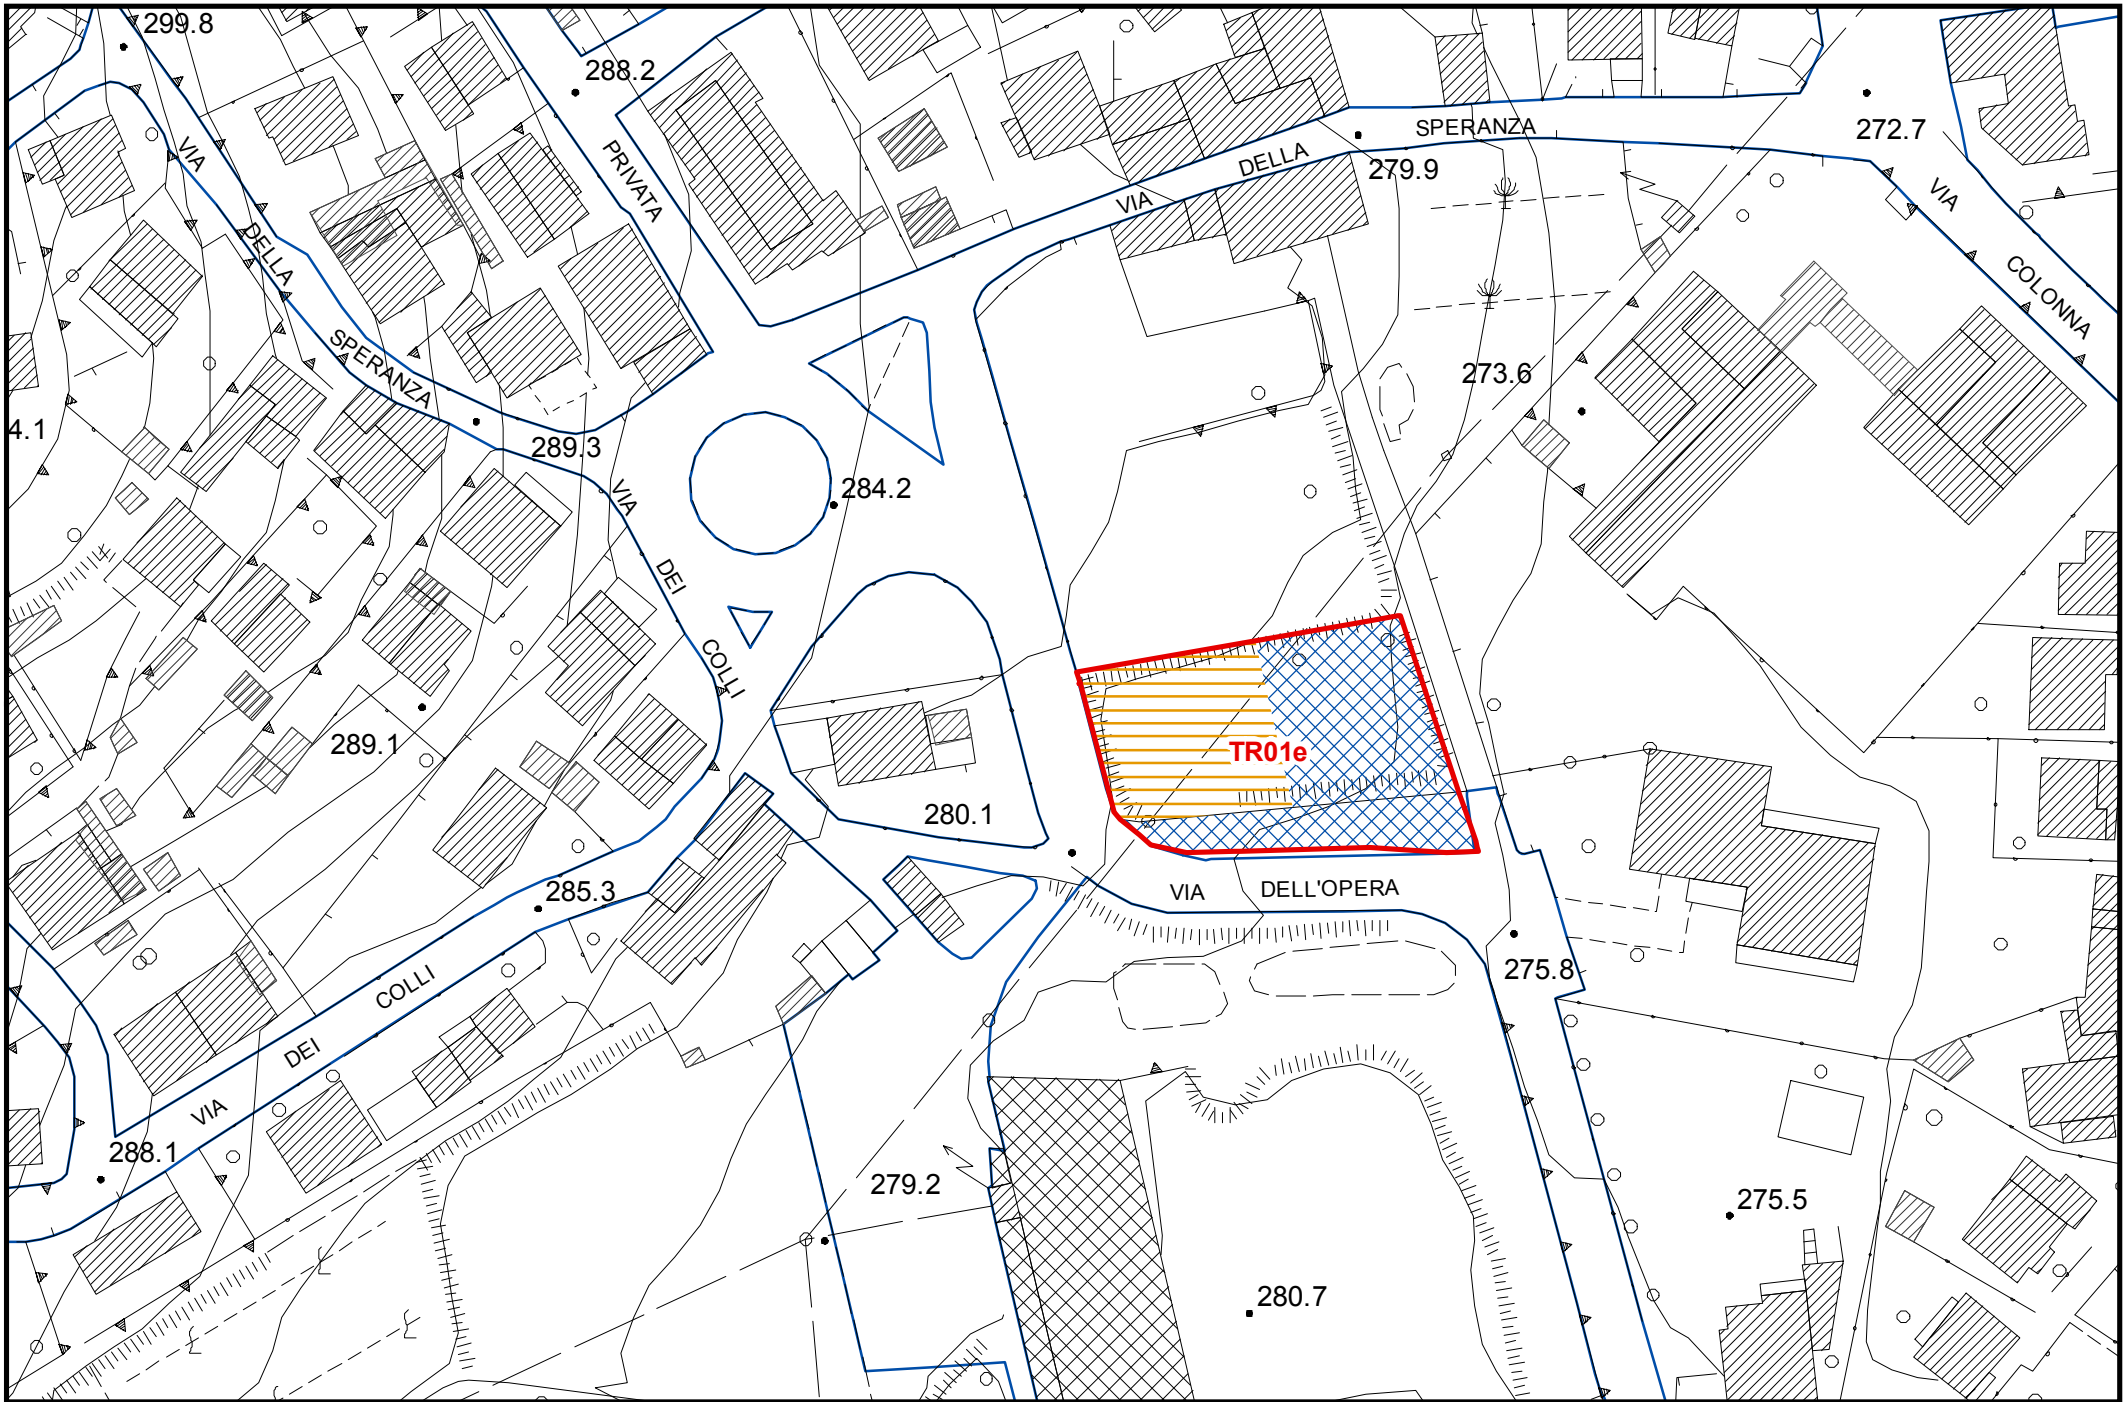 299.8
288.2
272.7
VIA
DELLA
SPERANZA
PRIVATA
VIA
DELLA
SPERANZA
279.9
VIA
COLONNA
273.6
4.1
289.3
284.2
VIA
DEI
COLLI
289.1
TR01e
280.1
285.3
VIA
DELL'OPERA
275.8
VIA
DEI
COLLI
288.1
279.2
275.5
280.7